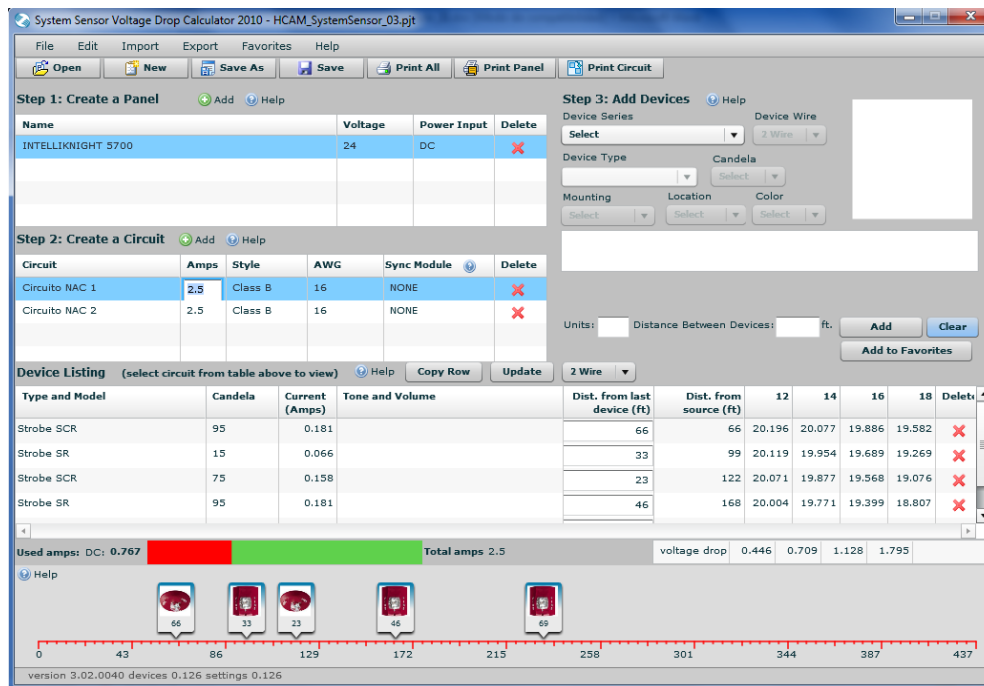 System Sensor Voltage Drop Calculator 2010 - HCAM_SystemSensor_03.pjt
File Edit Import Export Favorites Help
Open New Save As Save Print All Print Panel Print Circuit
Step 1: Create a Panel Add Help
Name Voltage Power Input Delete
INTELLIKNIGHT 5700 24 DC
Step 2: Create a Circuit Add Help
Circuit Amps Style AWG Sync Module Delete
Circuito NAC 1 2.5 Class B 16 NONE
Circuito NAC 2 2.5 Class B 16 NONE
Step 3: Add Devices Help
Device Series Device Wire
Select 2 Wire
Device Type Candela
Select
Mounting Location Color
Select Select Select
Units: Distance Between Devices: ft. Add Clear
Add to Favorites
Device Listing (select circuit from table above to view) Help Copy Row Update 2 Wire
Type and Model Candela Current (Amps) Tone and Volume Dist. from last device (ft) Dist. from source (ft) 12 14 16 18 Delete
Strobe SCR 95 0.181 66 66 20.196 20.077 19.886 19.582
Strobe SR 15 0.066 33 99 20.119 19.954 19.689 19.269
Strobe SCR 75 0.158 23 122 20.071 19.877 19.568 19.076
Strobe SR 95 0.181 46 168 20.004 19.771 19.399 18.807
Used amps: DC: 0.767 Total amps 2.5 voltage drop 0.446 0.709 1.128 1.795
Help
66 33 23 46 69
0 43 86 129 172 215 258 301 344 387 437
version 3.02.0040 devices 0.126 settings 0.126